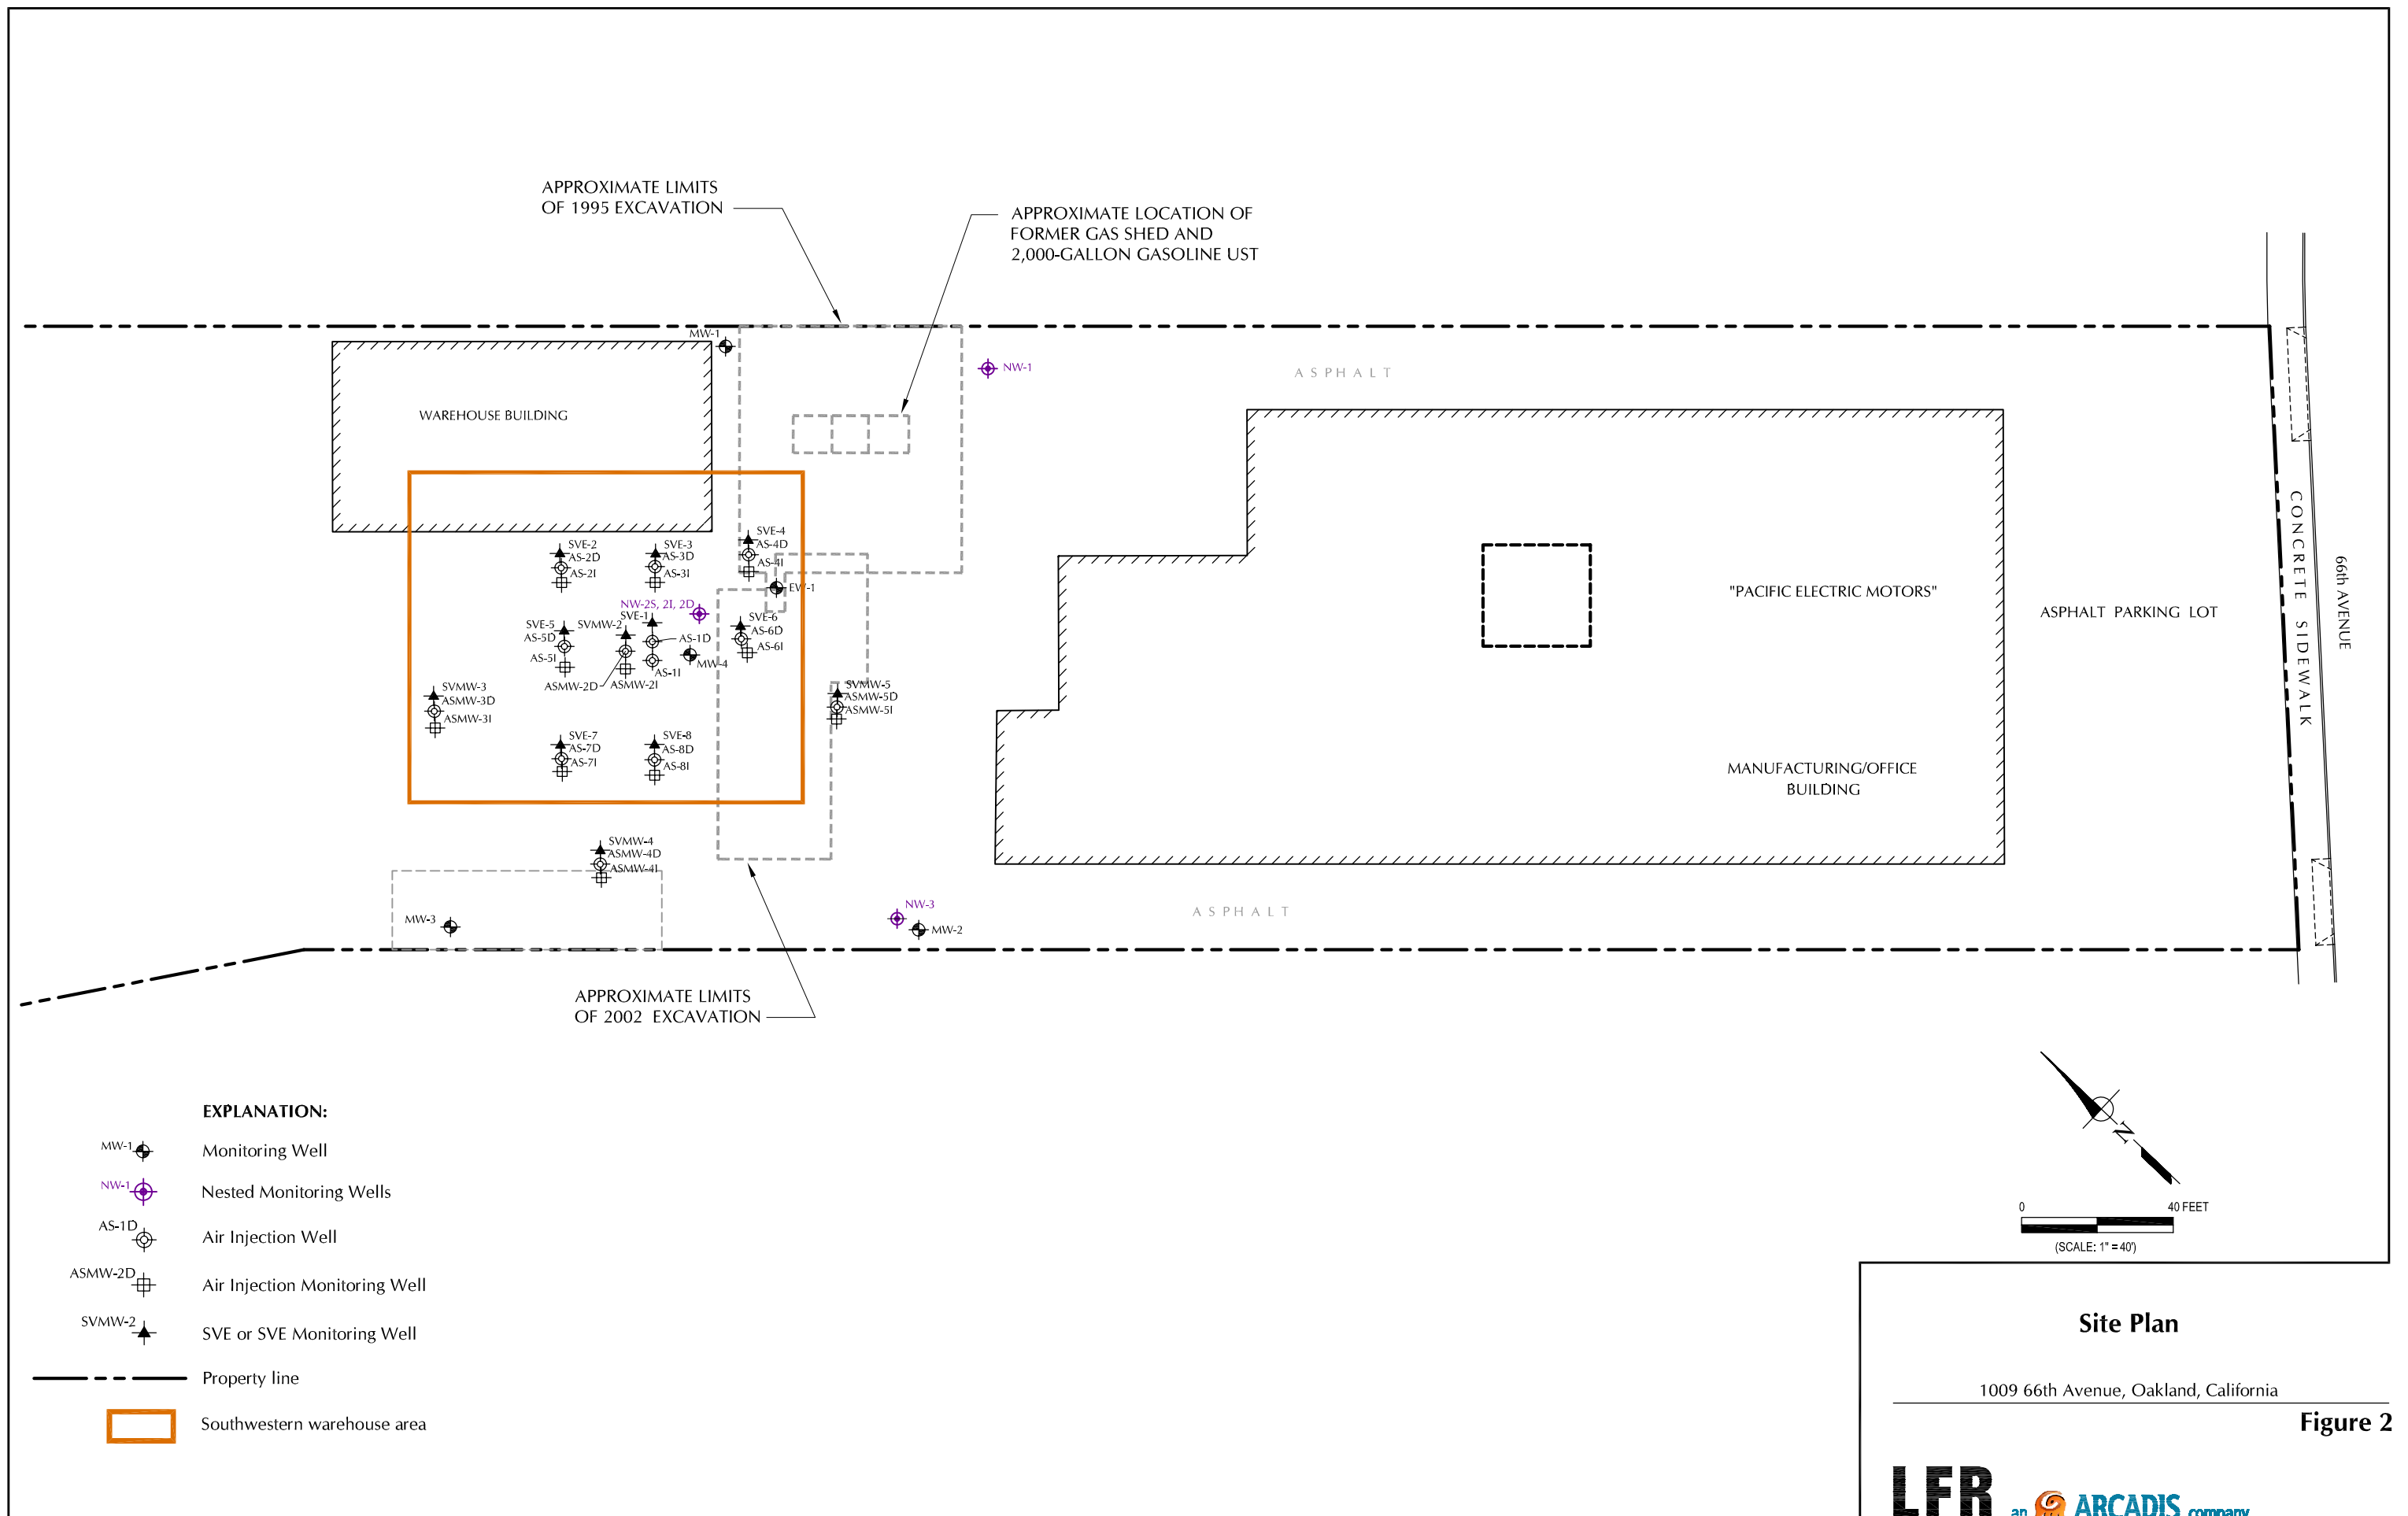 APPROXIMATE LIMITS
OF 1995 EXCAVATION
APPROXIMATE LOCATION OF
FORMER GAS SHED AND
2,000-GALLON GASOLINE UST
MW-1
NW-1
ASPHALT
WAREHOUSE BUILDING
SVE-4
AS-4D
AS-4I
SVE-2
AS-2D
AS-2I
SVE-3
AS-3D
AS-3I
EW-1
NW-2S, 2I, 2D
SVE-1
SVE-6
AS-6D
AS-6I
SVE-5
AS-5D
AS-5I
SVMW-2
AS-1D
AS-1I
MW-4
ASMW-2D
ASMW-2I
SVMW-3
ASMW-3D
ASMW-3I
SVMW-5
ASMW-5D
ASMW-5I
SVE-7
AS-7D
AS-7I
SVE-8
AS-8D
AS-8I
SVMW-4
ASMW-4D
ASMW-4I
MW-3
NW-3
MW-2
ASPHALT
"PACIFIC ELECTRIC MOTORS"
MANUFACTURING/OFFICE
BUILDING
ASPHALT PARKING LOT
CONCRETE SIDEWALK
66th AVENUE
APPROXIMATE LIMITS
OF 2002 EXCAVATION
EXPLANATION:
MW-1 Monitoring Well
NW-1 Nested Monitoring Wells
AS-1D Air Injection Well
ASMW-2D Air Injection Monitoring Well
SVMW-2 SVE or SVE Monitoring Well
Property line
Southwestern warehouse area
N
0 40 FEET
(SCALE: 1" = 40')
Site Plan
1009 66th Avenue, Oakland, California
Figure 2
LFR an ARCADIS company